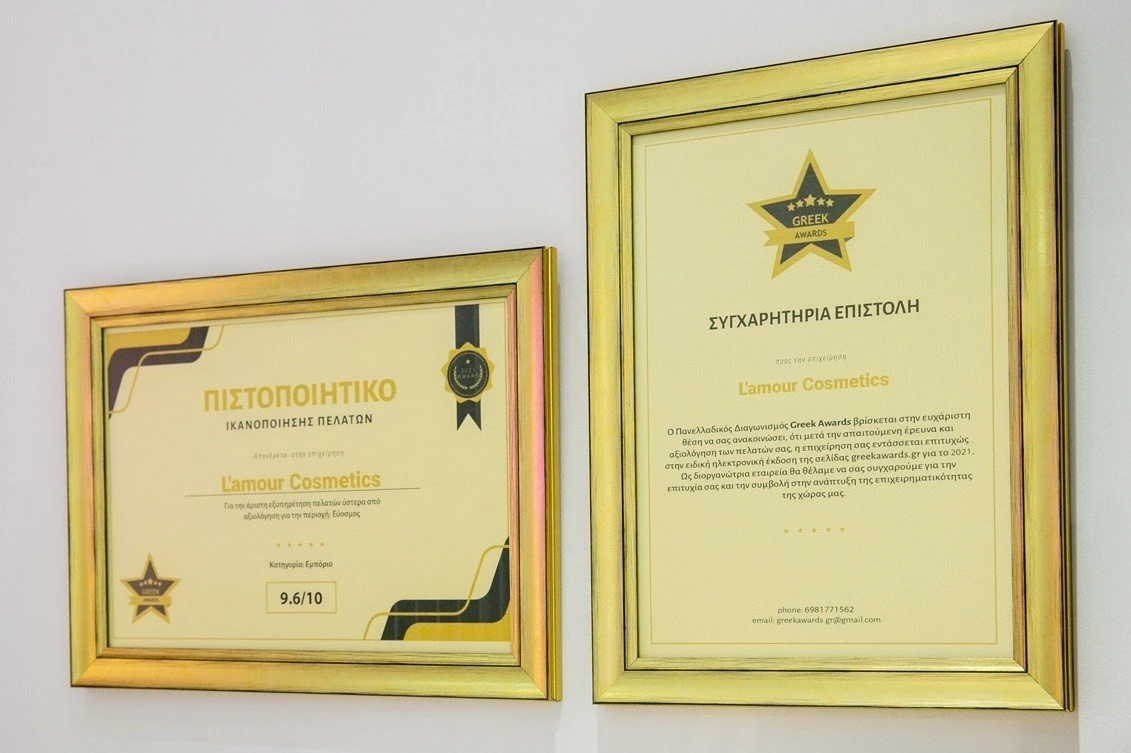 ΠΙΣΤΟΠΟΙΗΤΙΚΟ
ΙΚΑΝΟΠΟΙΗΣΗΣ ΠΕΛΑΤΩΝ
Απονέμεται στην επιχείρηση
L'amour Cosmetics
Για την άριστη εξυπηρέτηση πελατών ύστερα από
αξιολόγηση για την περιοχή: Εύοσμος
Κατηγορία: Εμπόριο
9.6/10
GREEK
AWARDS
2021
AWARD
GREEK
AWARDS
ΣΥΓΧΑΡΗΤΗΡΙΑ ΕΠΙΣΤΟΛΗ
προς την επιχείρηση
L'amour Cosmetics
Ο Πανελλαδικός Διαγωνισμός Greek Awards βρίσκεται στην ευχάριστη
θέση να σας ανακοινώσει, ότι μετά την απαιτούμενη έρευνα και
αξιολόγηση των πελατών σας, η επιχείρηση σας εντάσσεται επιτυχώς
στην ειδική ηλεκτρονική έκδοση της σελίδας greekawards.gr για το 2021.
Ως διοργανώτρια εταιρεία θα θέλαμε να σας συγχαρούμε για την
επιτυχία σας και την συμβολή στην ανάπτυξη της επιχειρηματικότητας
της χώρας μας.
phone: 6981771562
email: greekawards.gr@gmail.com